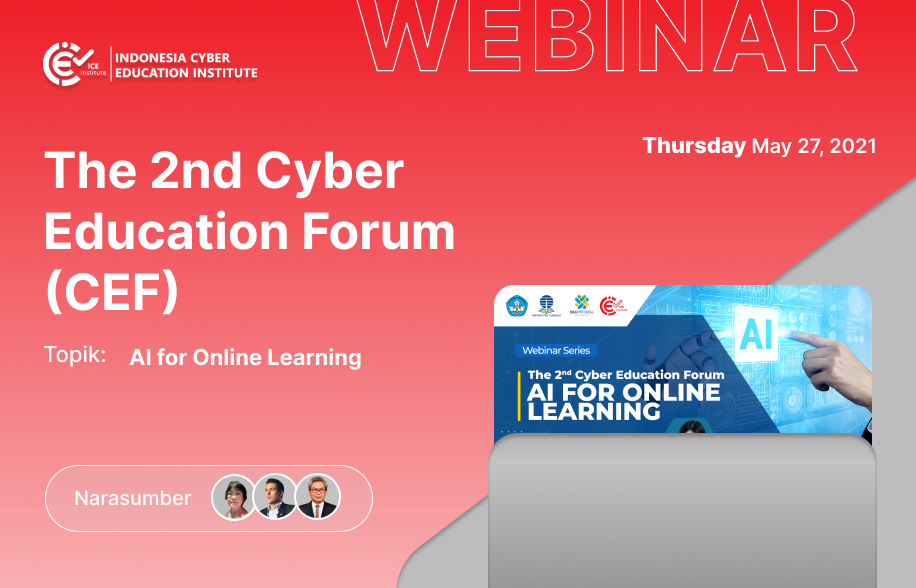 WEBINAR
ICE
Institute
INDONESIA CYBER
EDUCATION INSTITUTE
Thursday May 27, 2021
The 2nd Cyber
Education Forum
(CEF)
Topik: AI for Online Learning
AI
Webinar Series
The 2nd Cyber Education Forum
AI FOR ONLINE
LEARNING
Narasumber